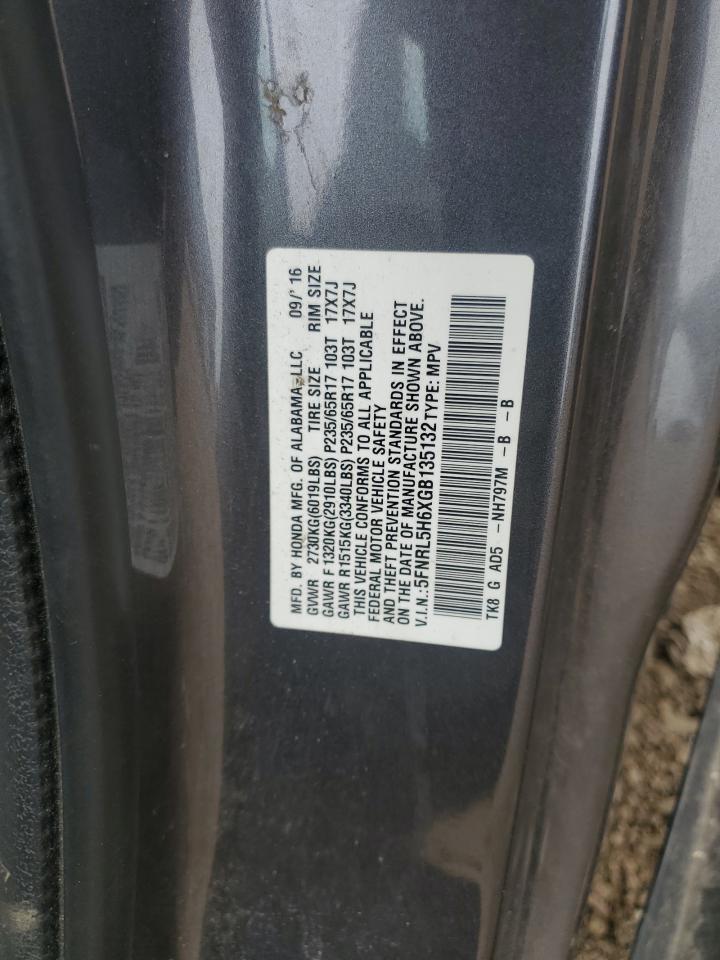 MFD. BY HONDA MFG. OF ALABAMA, LLC 09/' 16
GVWR 2730KG(6019LBS) TIRE SIZE RIM SIZE
GAWR F 1320KG(2910LBS) P235/65R17 103T 17X7J
GAWR R1515KG(3340LBS) P235/65R17 103T 17X7J
THIS VEHICLE CONFORMS TO ALL APPLICABLE
FEDERAL MOTOR VEHICLE SAFETY
AND THEFT PREVENTION STANDARDS IN EFFECT
ON THE DATE OF MANUFACTURE SHOWN ABOVE.
V.I.N.:5FNRL5H6XGB135132 TYPE: MPV
TK8 G AD5 -NH797M -B -B